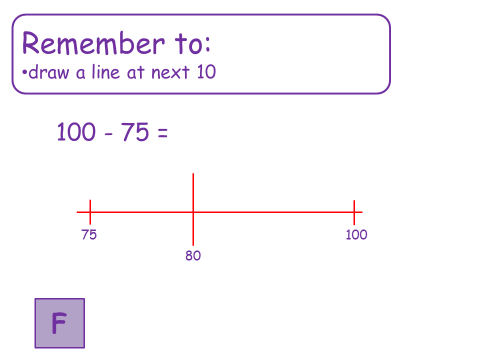 Remember to:
•draw a line at next 10
100 - 75 =
75
100
80
F